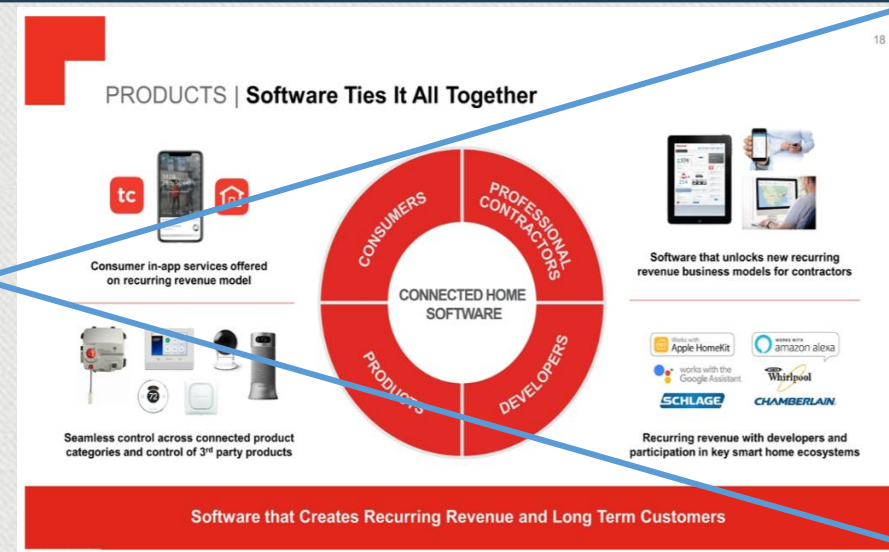 18
PRODUCTS | Software Ties It All Together
tc
Consumer in-app services offered
on recurring revenue model
Software that unlocks new recurring
revenue business models for contractors
CONSUMERS
PROFESSIONAL
CONTRACTORS
CONNECTED HOME
SOFTWARE
PRODUCTS
DEVELOPERS
72
Seamless control across connected product
categories and control of 3rd party products
Works with
Apple HomeKit
WORKS WITH
amazon alexa
works with the
Google Assistant
Whirlpool
SCHLAGE
CHAMBERLAIN
Recurring revenue with developers and
participation in key smart home ecosystems
Software that Creates Recurring Revenue and Long Term Customers